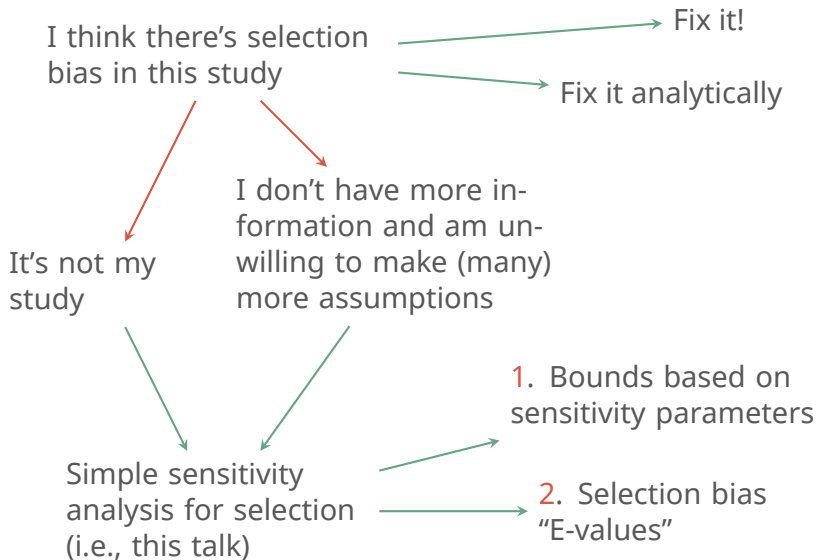 I think there's selection
bias in this study
Fix it!
Fix it analytically
I don't have more in-
formation and am un-
willing to make (many)
more assumptions
It's not my
study
1. Bounds based on
sensitivity parameters
Simple sensitivity
analysis for selection
(i.e., this talk)
2. Selection bias
“E-values”